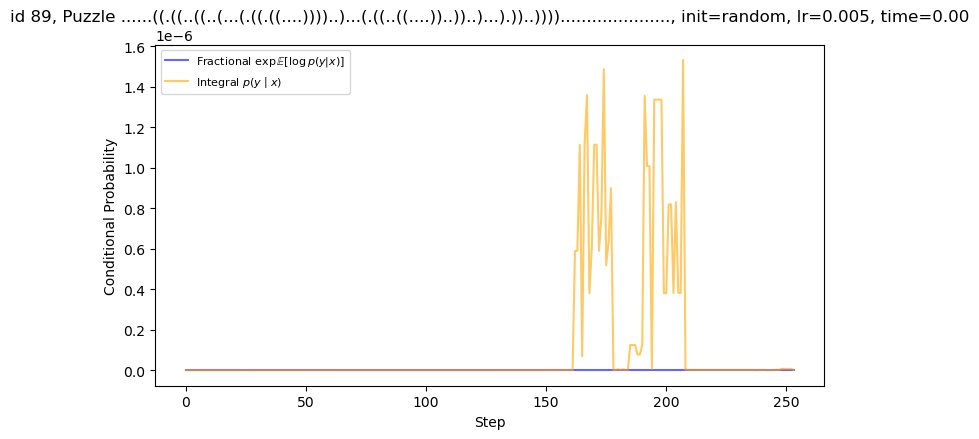 id 89, Puzzle ......((.((..((..(...(.((.((....))))..)...(.((..((....))..))..)...).))..))))....................., init=random, lr=0.005, time=0.00
1e−6
Fractional exp𝔼[log p(y|x)]
Integral p(y | x)
1.6
1.4
1.2
1.0
0.8
0.6
0.4
0.2
0.0
Conditional Probability
0 50 100 150 200 250
Step